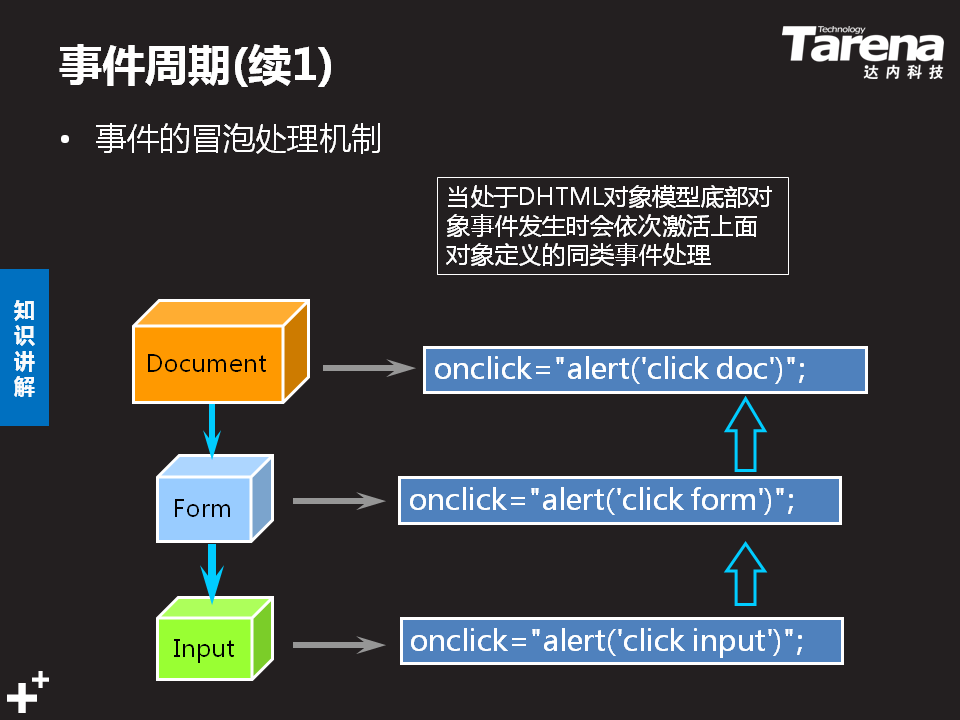 事件周期(续1)
Technology
Tarena
达内科技
• 事件的冒泡处理机制
当处于DHTML对象模型底部对
象事件发生时会依次激活上面
对象定义的同类事件处理
知识讲解
Document
onclick="alert('click doc')";
Form
onclick="alert('click form')";
Input
onclick="alert('click input')";